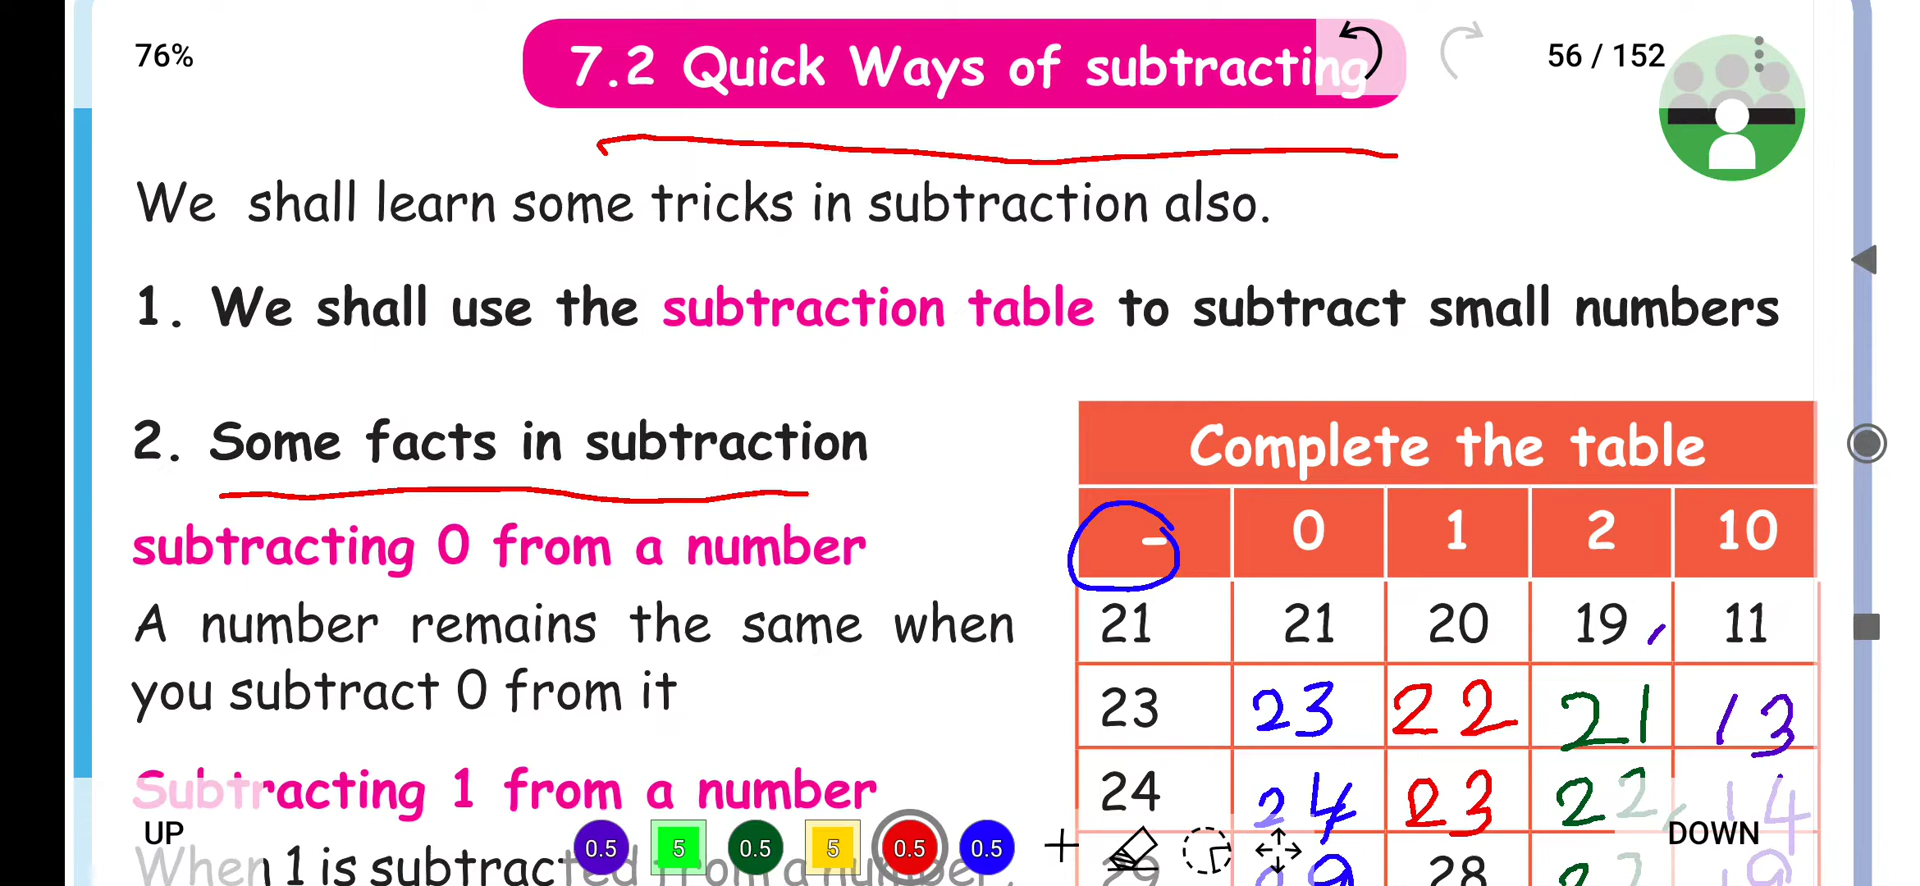 76%
7.2 Quick Ways of subtracting
56 / 152
We shall learn some tricks in subtraction also.
1. We shall use the subtraction table to subtract small numbers
2. Some facts in subtraction
subtracting 0 from a number
A number remains the same when
you subtract 0 from it
Subtracting 1 from a number
When 1 is subtracted from a number,
Complete the table
- 0 1 2 10
21 21 20 19 11
23 23 22 21 13
24 24 23 22 14
29 28
UP
0.5 5 0.5 5 0.5 0.5
DOWN